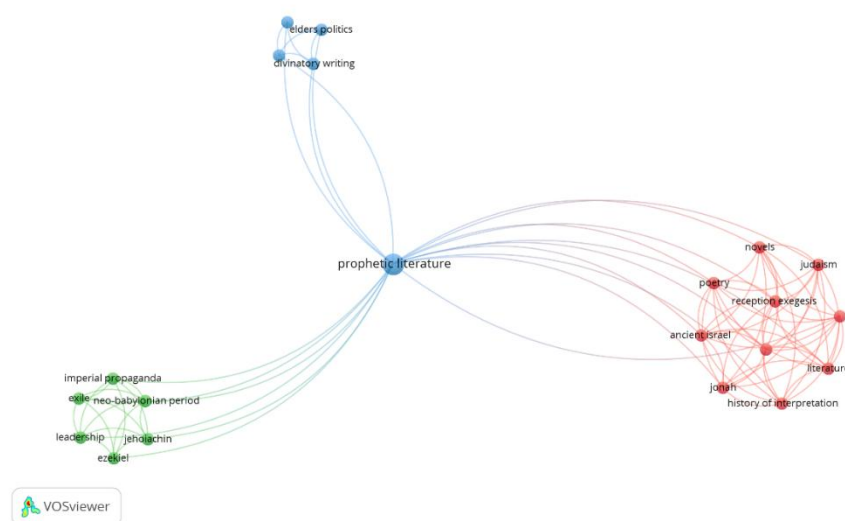 elders politics
divinatory writing
prophetic literature
novels
judaism
poetry
reception exegesis
ancient israel
literature
jonah
history of interpretation
imperial propaganda
exile
neo-babylonian period
leadership
jehoiachin
ezekiel
VOSviewer